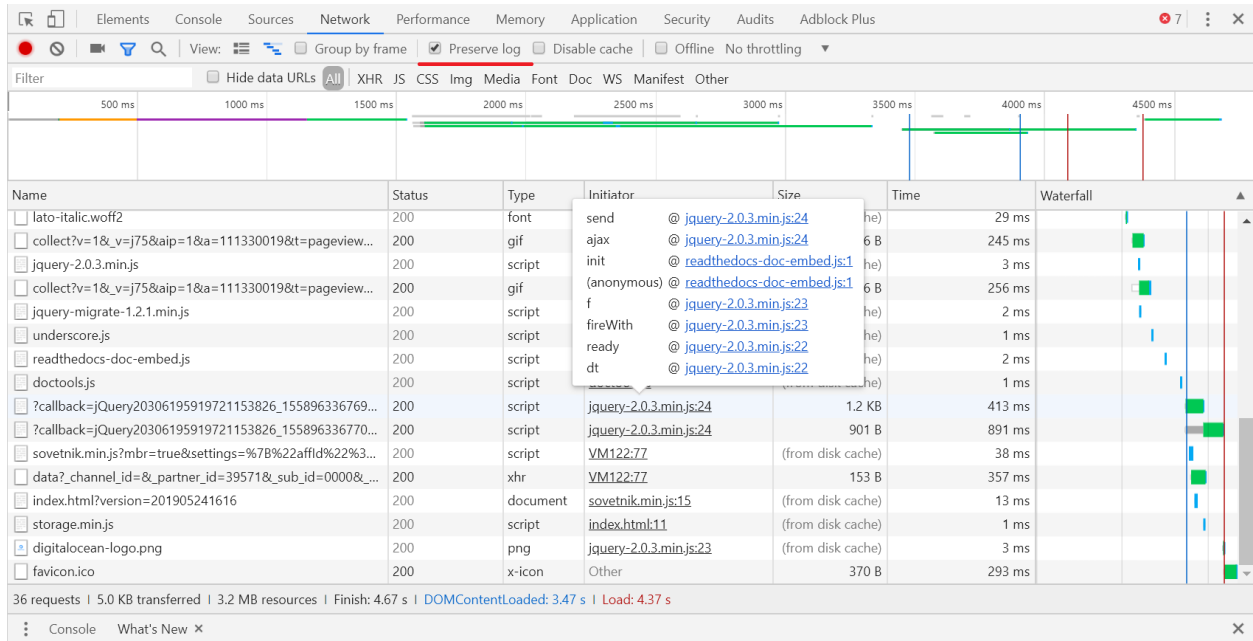 Elements Console Sources Network Performance Memory Application Security Audits Adblock Plus 7
View: Group by frame Preserve log Disable cache Offline No throttling
Filter Hide data URLs All XHR JS CSS Img Media Font Doc WS Manifest Other
500 ms 1000 ms 1500 ms 2000 ms 2500 ms 3000 ms 3500 ms 4000 ms 4500 ms
Name Status Type Initiator Size Time Waterfall
lato-italic.woff2 200 font send @ jquery-2.0.3.min.js:24 he) 29 ms
collect?v=1&_v=j75&aip=1&a=111330019&t=pageview... 200 gif ajax @ jquery-2.0.3.min.js:24 6 B 245 ms
jquery-2.0.3.min.js 200 script init @ readthedocs-doc-embed.js:1 he) 3 ms
collect?v=1&_v=j75&aip=1&a=111330019&t=pageview... 200 gif (anonymous) @ readthedocs-doc-embed.js:1 6 B 256 ms
jquery-migrate-1.2.1.min.js 200 script f @ jquery-2.0.3.min.js:23 he) 2 ms
underscore.js 200 script fireWith @ jquery-2.0.3.min.js:23 he) 1 ms
readthedocs-doc-embed.js 200 script ready @ jquery-2.0.3.min.js:22 he) 2 ms
doctools.js 200 script dt @ jquery-2.0.3.min.js:22 (from disk cache) 1 ms
?callback=jQuery20306195919721153826_155896336769... 200 script jquery-2.0.3.min.js:24 1.2 KB 413 ms
?callback=jQuery20306195919721153826_155896336770... 200 script jquery-2.0.3.min.js:24 901 B 891 ms
sovetnik.min.js?mbr=true&settings=%7B%22affId%22%3... 200 script VM122:77 (from disk cache) 38 ms
data?_channel_id=&_partner_id=39571&_sub_id=0000&_... 200 xhr VM122:77 153 B 357 ms
index.html?version=201905241616 200 document sovetnik.min.js:15 (from disk cache) 13 ms
storage.min.js 200 script index.html:11 (from disk cache) 1 ms
digitalocean-logo.png 200 png jquery-2.0.3.min.js:23 (from disk cache) 3 ms
favicon.ico 200 x-icon Other 370 B 293 ms
36 requests | 5.0 KB transferred | 3.2 MB resources | Finish: 4.67 s | DOMContentLoaded: 3.47 s | Load: 4.37 s
Console What's New